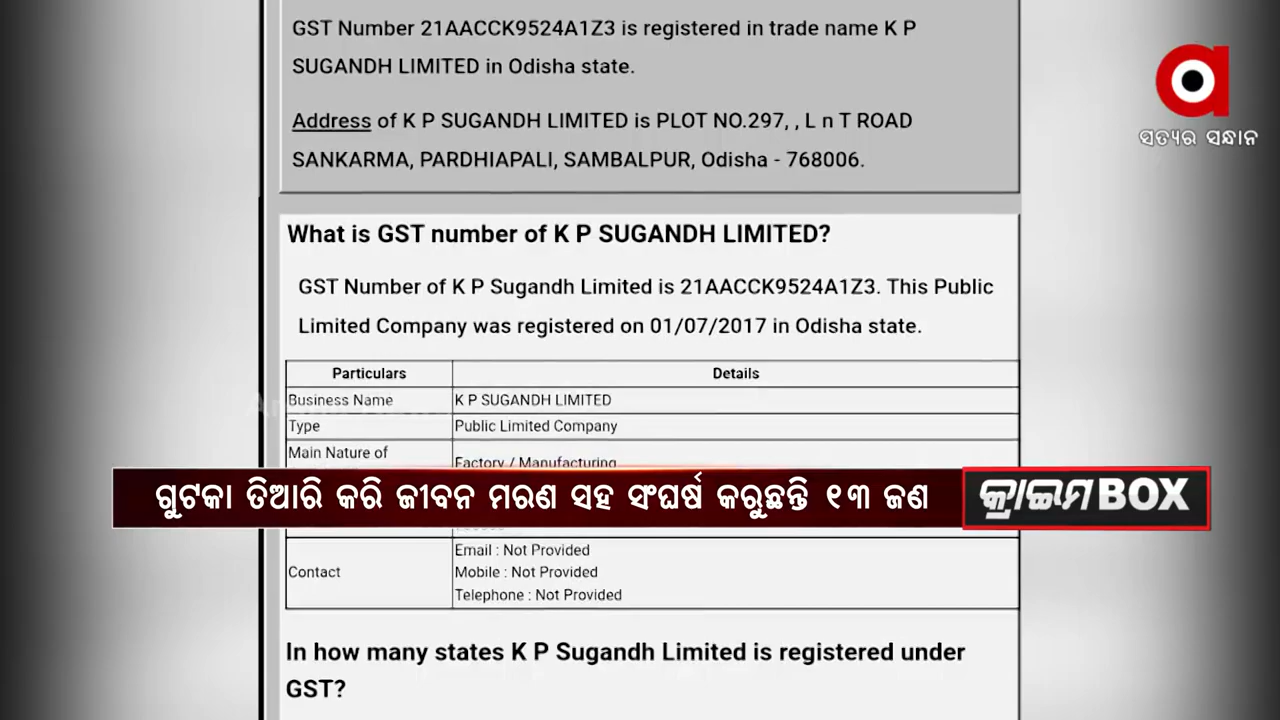 GST Number 21AACCK9524A1Z3 is registered in trade name K P
SUGANDH LIMITED in Odisha state.
Address of K P SUGANDH LIMITED is PLOT NO.297, , L n T ROAD
SANKARMA, PARDHIAPALI, SAMBALPUR, Odisha - 768006.
ସତ୍ୟର ସନ୍ଧାନ
What is GST number of K P SUGANDH LIMITED?
GST Number of K P Sugandh Limited is 21AACCK9524A1Z3. This Public
Limited Company was registered on 01/07/2017 in Odisha state.
Particulars Details
Business Name K P SUGANDH LIMITED
Type Public Limited Company
Main Nature of
Factory / Manufacturing
ଗୁଟକା ତିଆରି କରି ଜୀବନ ମରଣ ସହ ସଂଘର୍ଷ କରୁଛନ୍ତି ୧୩ ଜଣ
କ୍ରାଇମ BOX
Email : Not Provided
Contact Mobile : Not Provided
Telephone : Not Provided
In how many states K P Sugandh Limited is registered under
GST?